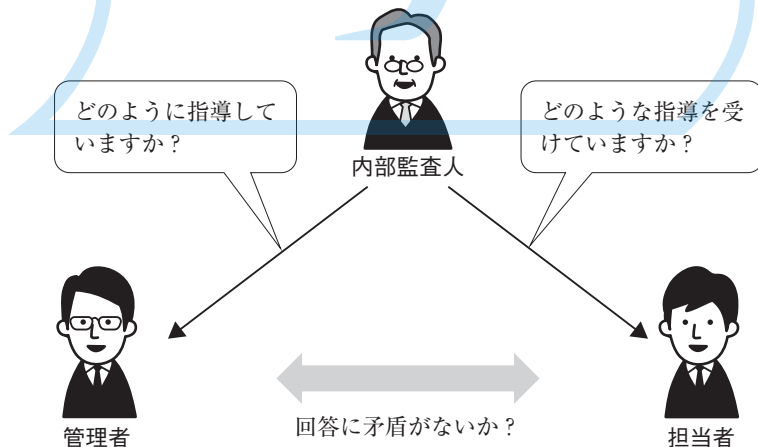 どのように指導して
いますか？
どのような指導を受
けていますか？
内部監査人
管理者
回答に矛盾がないか？
担当者